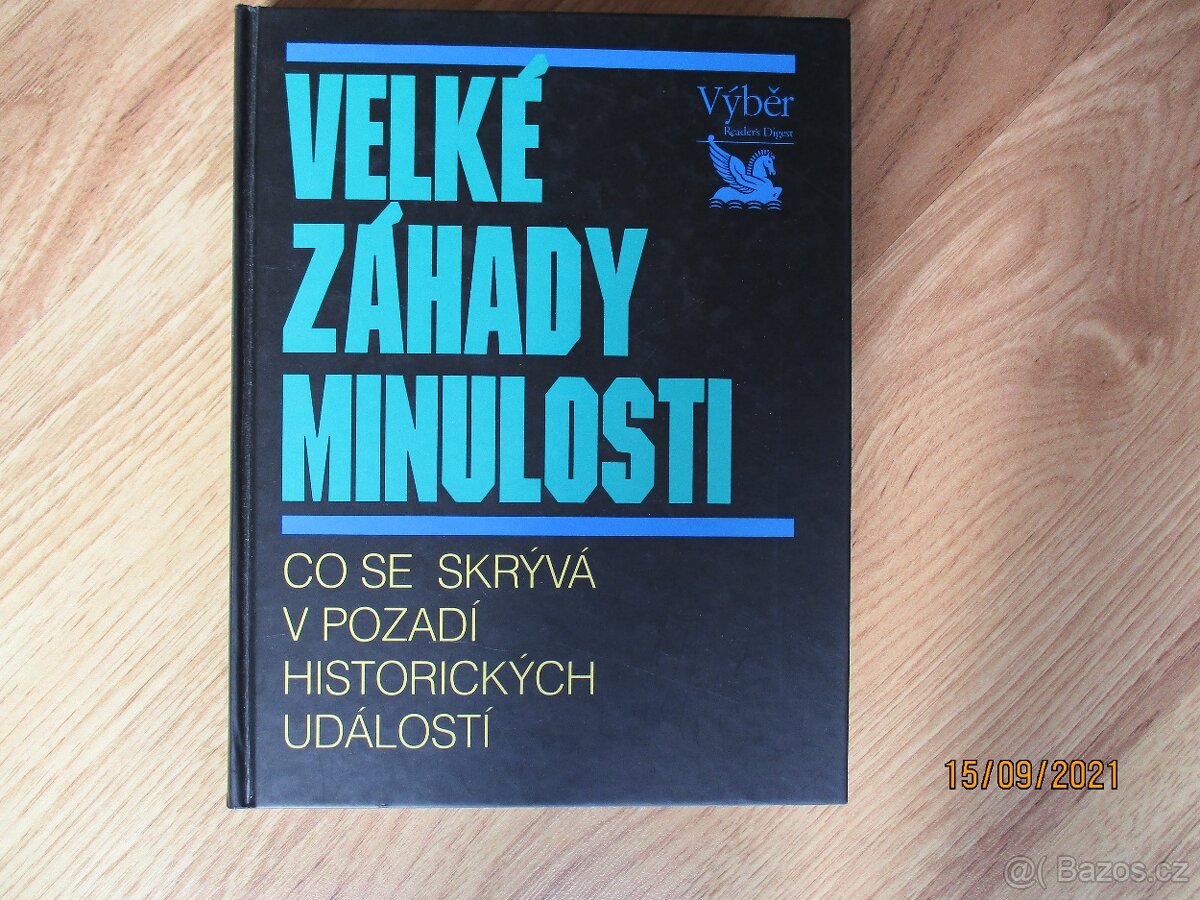 VELKÉ
ZÁHADY
MINULOSTI
Výběr
Reader's Digest
CO SE SKRÝVÁ
V POZADÍ
HISTORICKÝCH
UDÁLOSTÍ
15/09/2021
@( Bazos.cz